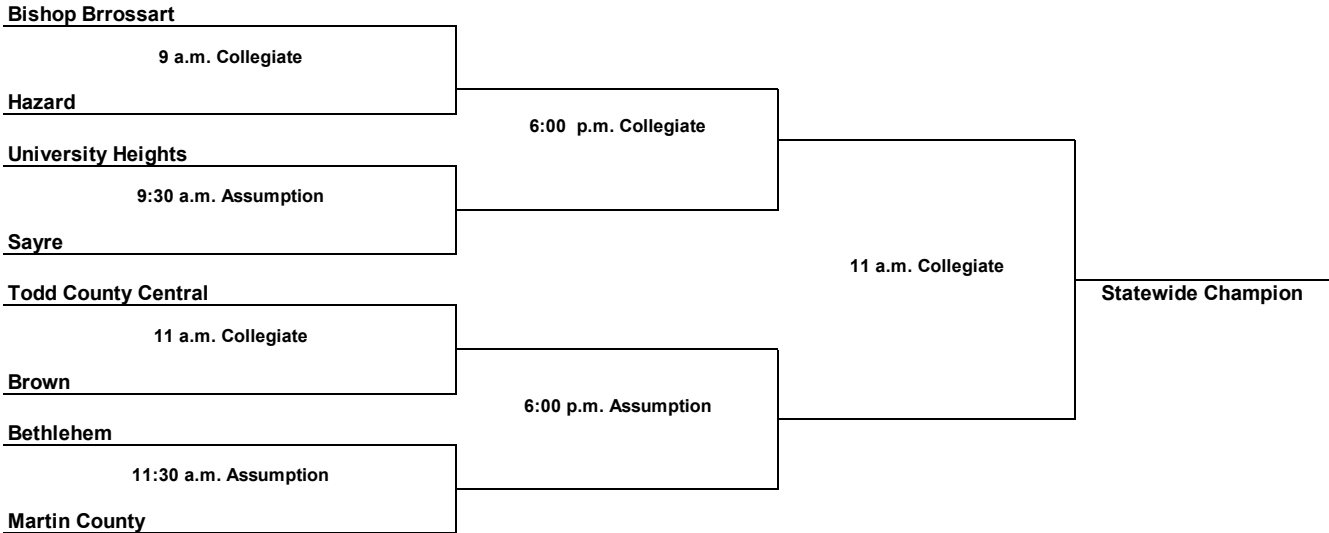 Bishop Brrossart
9 a.m. Collegiate
Hazard
6:00 p.m. Collegiate
University Heights
9:30 a.m. Assumption
Sayre
11 a.m. Collegiate
Todd County Central
Statewide Champion
11 a.m. Collegiate
Brown
6:00 p.m. Assumption
Bethlehem
11:30 a.m. Assumption
Martin County